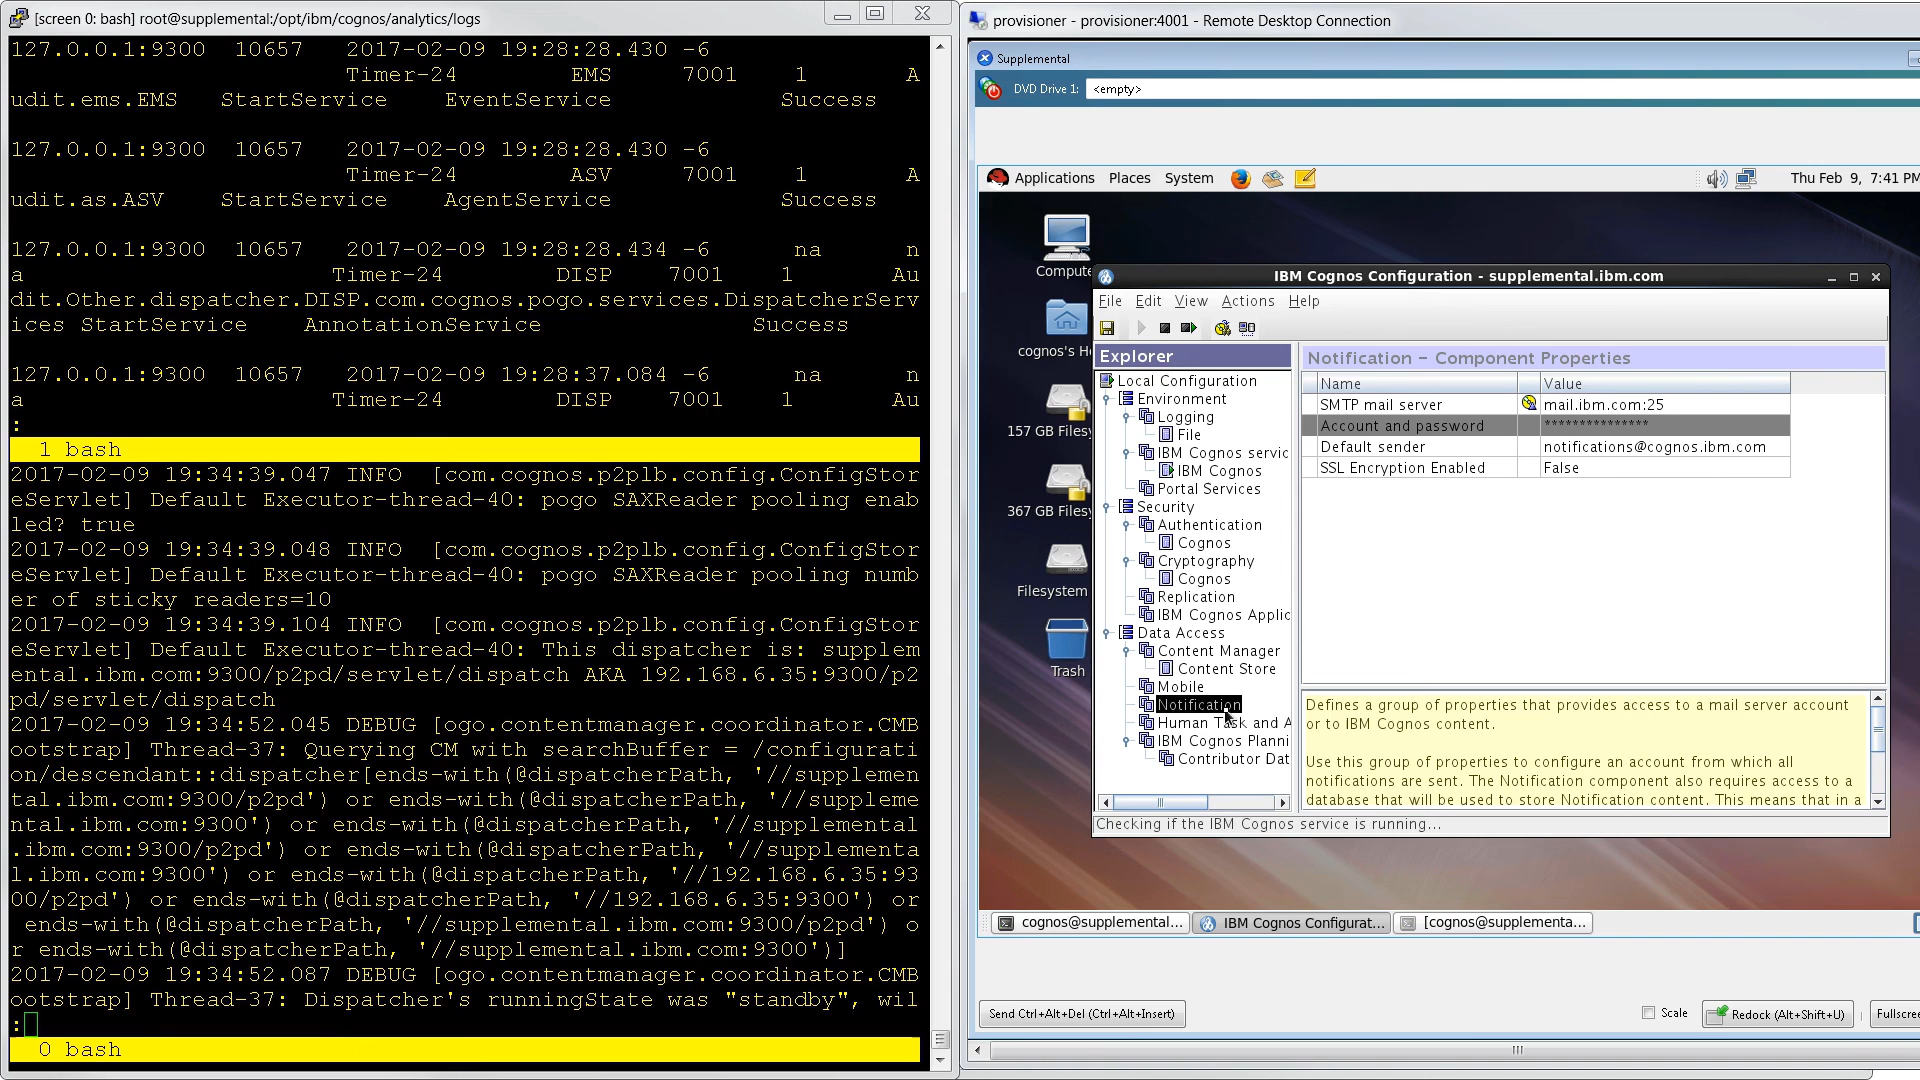 [screen 0: bash] root@supplemental:/opt/ibm/cognos/analytics/logs
127.0.0.1:9300  10657   2017-02-09 19:28:28.430 -6
Timer-24        EMS     7001    1       A
udit.ems.EMS   StartService    EventService            Success
127.0.0.1:9300  10657   2017-02-09 19:28:28.430 -6
Timer-24        ASV     7001    1       A
udit.as.ASV    StartService    AgentService            Success
127.0.0.1:9300  10657   2017-02-09 19:28:28.434 -6      na      n
a                      Timer-24        DISP    7001    1       Au
dit.Other.dispatcher.DISP.com.cognos.pogo.services.DispatcherServ
ices StartService    AnnotationService               Success
127.0.0.1:9300  10657   2017-02-09 19:28:37.084 -6      na      n
a                      Timer-24        DISP    7001    1       Au
:
1 bash
2017-02-09 19:34:39.047 INFO  [com.cognos.p2plb.config.ConfigStor
eServlet] Default Executor-thread-40: pogo SAXReader pooling enab
led? true
2017-02-09 19:34:39.048 INFO  [com.cognos.p2plb.config.ConfigStor
eServlet] Default Executor-thread-40: pogo SAXReader pooling numb
er of sticky readers=10
2017-02-09 19:34:39.104 INFO  [com.cognos.p2plb.config.ConfigStor
eServlet] Default Executor-thread-40: This dispatcher is: supplem
ental.ibm.com:9300/p2pd/servlet/dispatch AKA 192.168.6.35:9300/p2
pd/servlet/dispatch
2017-02-09 19:34:52.045 DEBUG [ogo.contentmanager.coordinator.CMB
ootstrap] Thread-37: Querying CM with searchBuffer = /configurati
on/descendant::dispatcher[ends-with(@dispatcherPath, '//supplemen
tal.ibm.com:9300/p2pd') or ends-with(@dispatcherPath, '//suppleme
ntal.ibm.com:9300') or ends-with(@dispatcherPath, '//supplemental
.ibm.com:9300/p2pd') or ends-with(@dispatcherPath, '//supplementa
l.ibm.com:9300') or ends-with(@dispatcherPath, '//192.168.6.35:93
00/p2pd') or ends-with(@dispatcherPath, '//192.168.6.35:9300') or
ends-with(@dispatcherPath, '//supplemental.ibm.com:9300/p2pd') o
r ends-with(@dispatcherPath, '//supplemental.ibm.com:9300')]
2017-02-09 19:34:52.087 DEBUG [ogo.contentmanager.coordinator.CMB
ootstrap] Thread-37: Dispatcher's runningState was "standby", wil
:
0 bash
provisioner - provisioner:4001 - Remote Desktop Connection
Supplemental
DVD Drive 1: <empty>
Applications Places System Thu Feb 9, 7:41 PM
Compute
cognos's H
157 GB Filesy
367 GB Filesy
Filesystem
Trash
IBM Cognos Configuration - supplemental.ibm.com
File Edit View Actions Help
Explorer
Local Configuration
Environment
Logging
File
IBM Cognos servic
IBM Cognos
Portal Services
Security
Authentication
Cognos
Cryptography
Cognos
Replication
IBM Cognos Applic
Data Access
Content Manager
Content Store
Mobile
Notification
Human Task and A
IBM Cognos Planni
Contributor Dat
Notification - Component Properties
Name Value
SMTP mail server mail.ibm.com:25
Account and password ***************
Default sender notifications@cognos.ibm.com
SSL Encryption Enabled False
Defines a group of properties that provides access to a mail server account
or to IBM Cognos content.
Use this group of properties to configure an account from which all
notifications are sent. The Notification component also requires access to a
database that will be used to store Notification content. This means that in a
Checking if the IBM Cognos service is running...
cognos@supplemental... IBM Cognos Configurat... [cognos@supplementa...
Send Ctrl+Alt+Del (Ctrl+Alt+Insert) Scale Redock (Alt+Shift+U) Fullscre